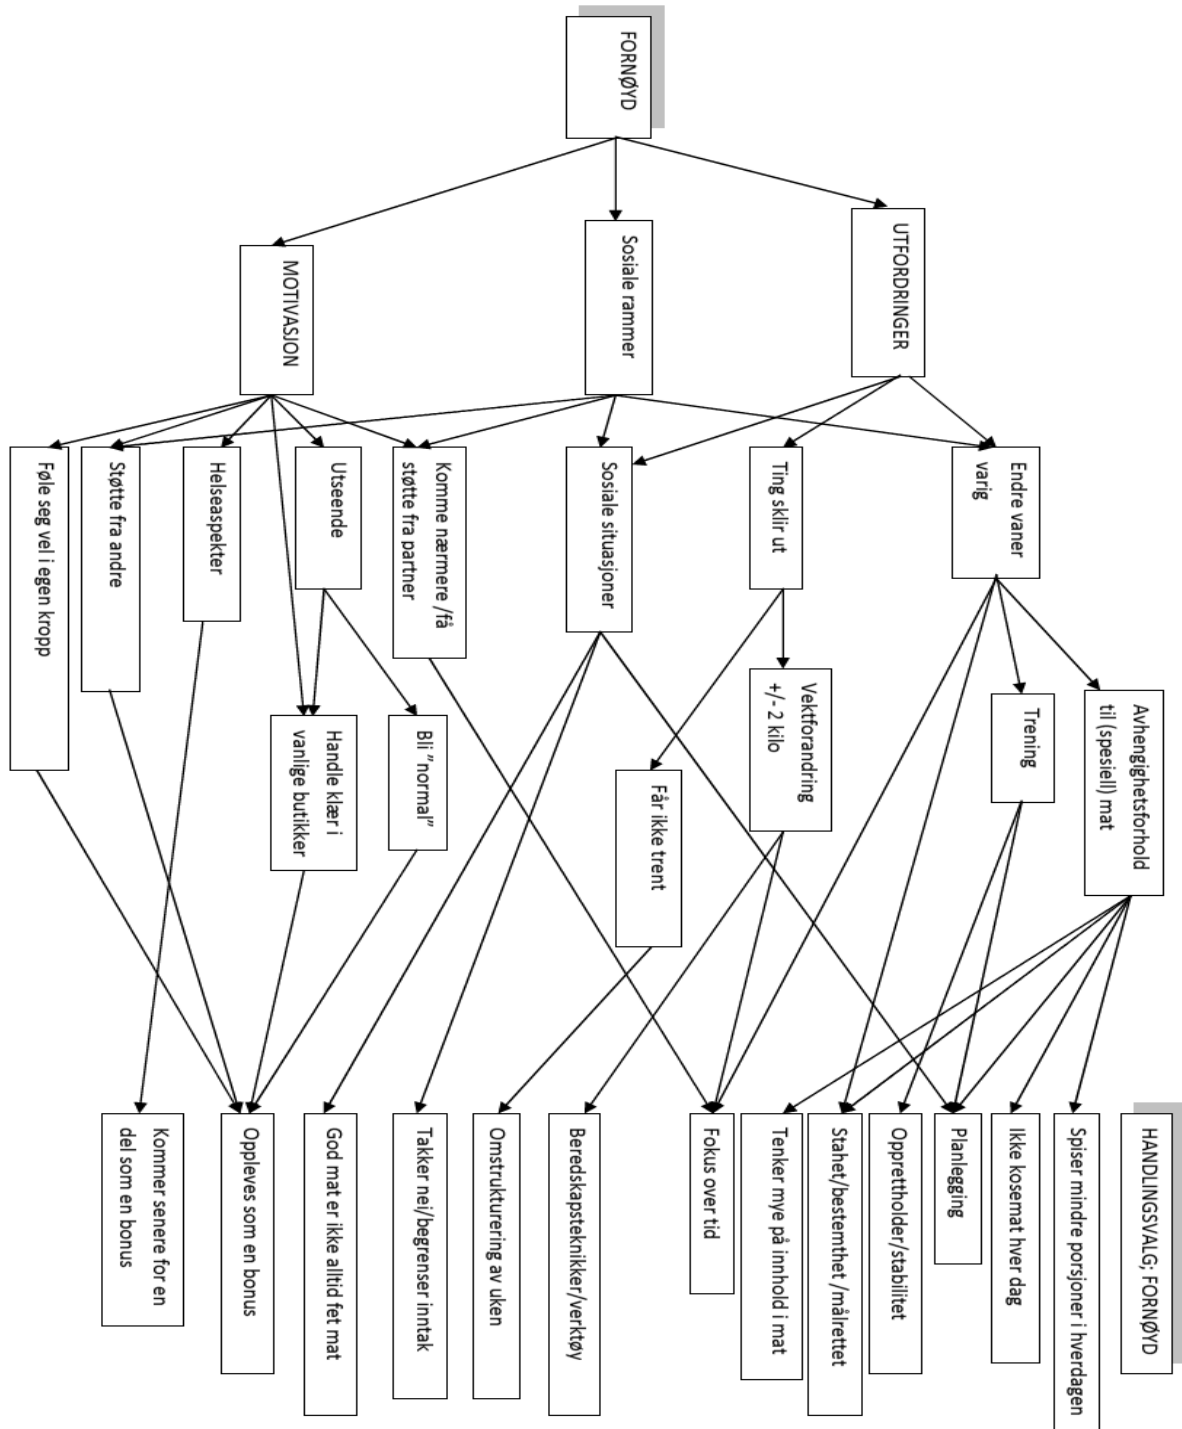 FORNØYD
UTFORDRINGER
Sosiale rammer
MOTIVASJON
Endre vaner
varig
Ting sklir ut
Sosiale situasjoner
Komme nærmere /få
støtte fra partner
Utseende
Helseaspekter
Støtte fra andre
Føle seg vel i egen kropp
Avhengighetsforhold
til (spesiell) mat
Trening
Vektforandring
+/- 2 kilo
Får ikke trent
Bli ”normal”
Handle klær i
vanlige butikker
HANDLINGSVALG; FORNØYD
Spiser mindre porsjoner i hverdagen
Ikke kosemat hver dag
Planlegging
Opprettholder/stabilitet
Stahet/bestemthet /målrettet
Tenker mye på innhold i mat
Fokus over tid
Beredskapsteknikker/verktøy
Omstrukturering av uken
Takker nei/begrenser inntak
God mat er ikke alltid fet mat
Oppleves som en bonus
Kommer senere for en
del som en bonus